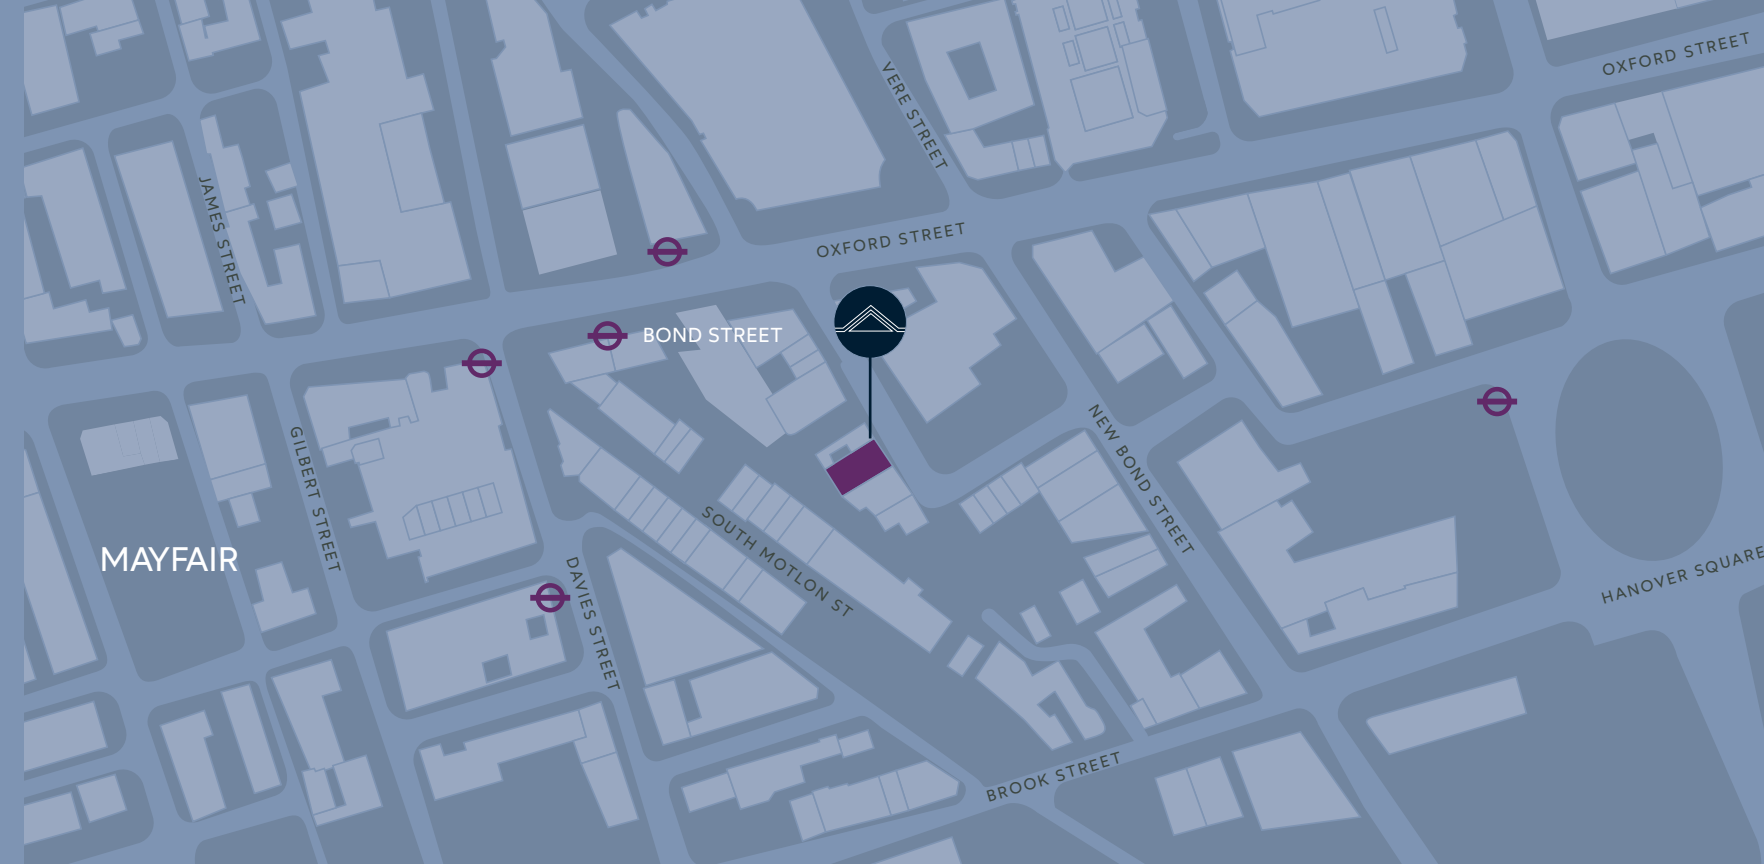 OXFORD STREET
VERE STREET
JAMES STREET
OXFORD STREET
BOND STREET
GILBERT STREET
NEW BOND STREET
SOUTH MOTLON ST
MAYFAIR
DAVIES STREET
HANOVER SQUARE
BROOK STREET